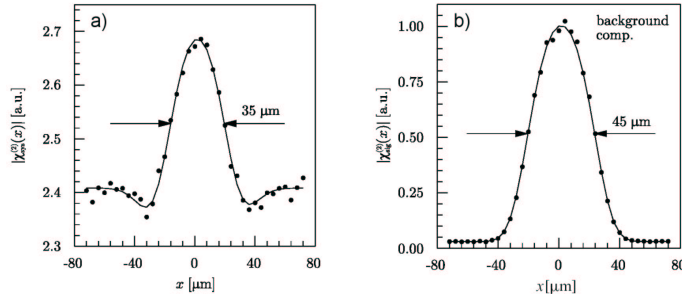 a)
|χ⁽²⁾sys(x)| [a.u.]
2.7
2.6
2.5
2.4
2.3
35 μm
-80
-40
0
40
80
x [μm]
b)
|χ⁽²⁾sig(x)| [a.u.]
1.00
0.75
0.50
0.25
0.00
background
comp.
45 μm
-80
-40
0
40
80
x [μm]